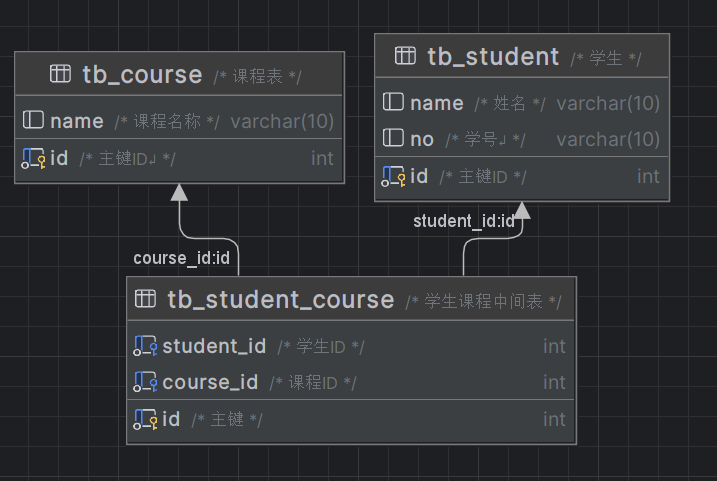 tb_course /* 课程表 */
name /* 课程名称 */ varchar(10)
id /* 主键ID↲ */ int
tb_student /* 学生 */
name /* 姓名 */ varchar(10)
no /* 学号↲ */ varchar(10)
id /* 主键ID */ int
course_id:id
student_id:id
tb_student_course /* 学生课程中间表 */
student_id /* 学生ID */ int
course_id /* 课程ID */ int
id /* 主键 */ int